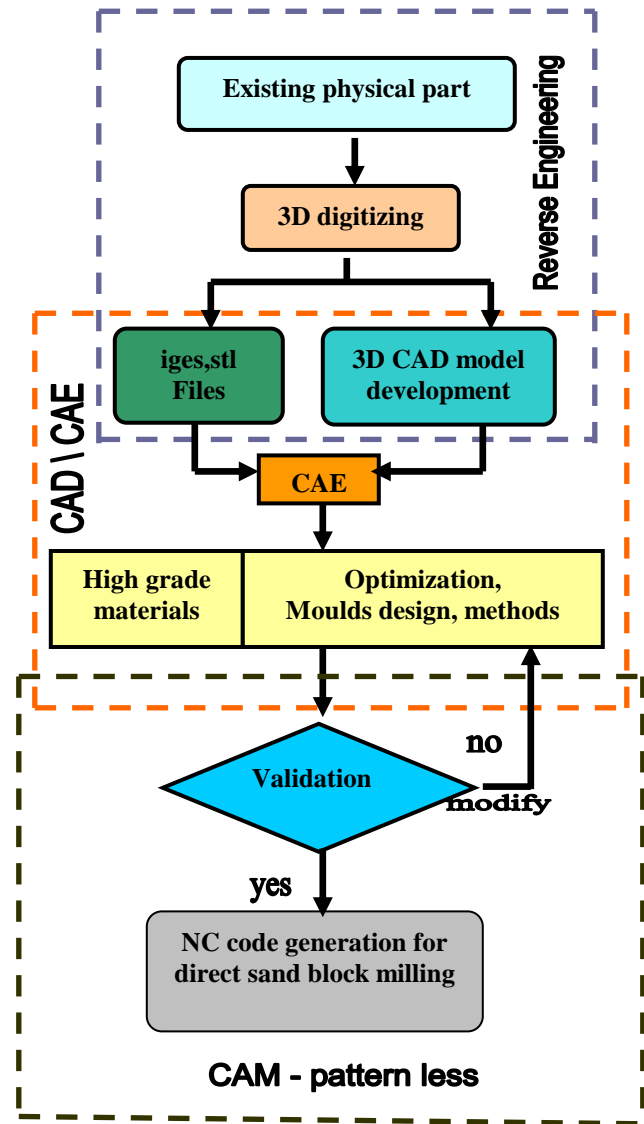 Existing physical part
Reverse Engineering
3D digitizing
iges,stl
Files
3D CAD model
development
CAD \ CAE
CAE
High grade
materials
Optimization,
Moulds design, methods
no
Validation
modify
yes
NC code generation for
direct sand block milling
CAM - pattern less